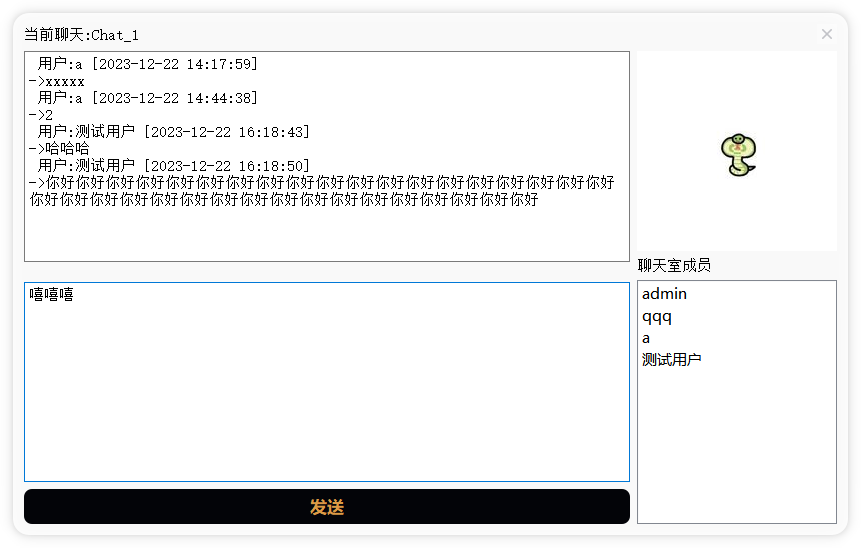 当前聊天:Chat_1
×
用户:a [2023-12-22 14:17:59]
->xxxxx
用户:a [2023-12-22 14:44:38]
->2
用户:测试用户 [2023-12-22 16:18:43]
->哈哈哈
用户:测试用户 [2023-12-22 16:18:50]
->你好你好你好你好你好你好你好你好你好你好你好你好你好你好你好你好你好你好你好
你好你好你好你好你好你好你好你好你好你好你好你好你好你好你好你好你好
嘻嘻嘻
发送
聊天室成员
admin
qqq
a
测试用户